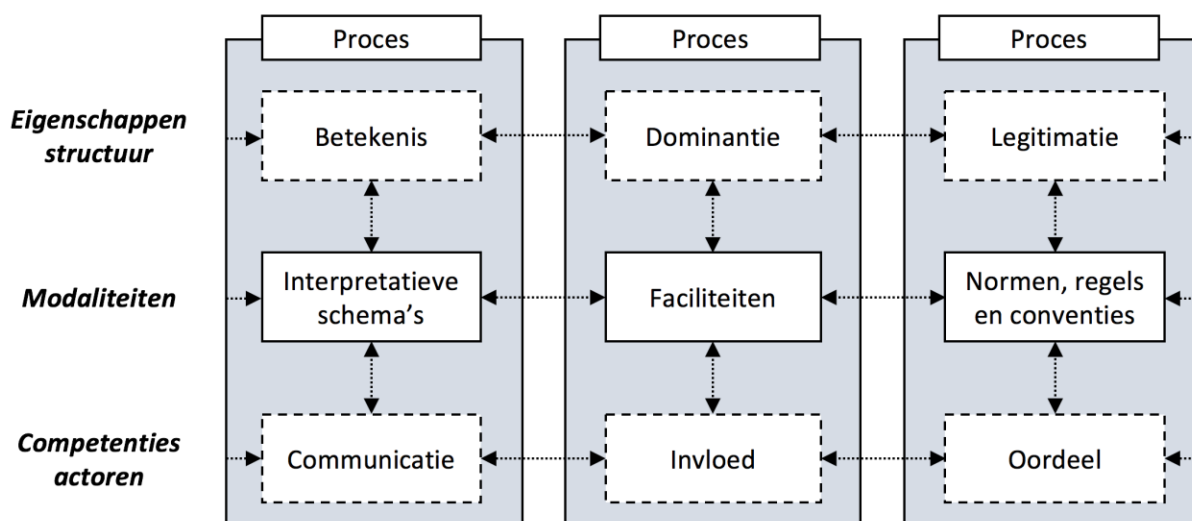 Proces
Proces
Proces
Eigenschappen
structuur
Betekenis
Dominantie
Legitimatie
Modaliteiten
Interpretatieve
schema's
Faciliteiten
Normen, regels
en conventies
Competenties
actoren
Communicatie
Invloed
Oordeel